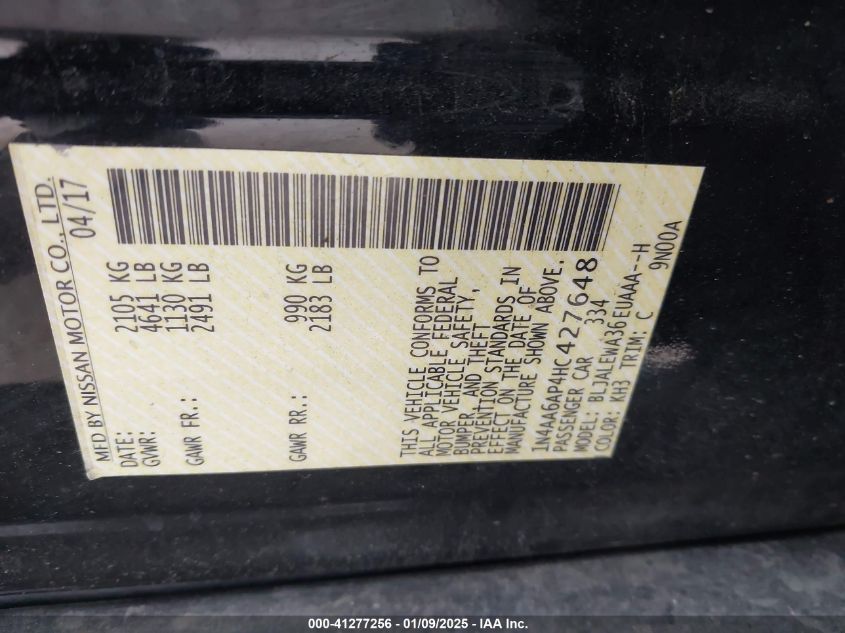 MFD BY NISSAN MOTOR CO., LTD.
DATE: 04/17
GVWR: 2105 KG
4641 LB
GAWR FR.: 1130 KG
2491 LB
GAWR RR.: 990 KG
2183 LB
THIS VEHICLE CONFORMS TO
ALL APPLICABLE FEDERAL
MOTOR VEHICLE SAFETY,
BUMPER, AND THEFT
PREVENTION STANDARDS IN
EFFECT ON THE DATE OF
MANUFACTURE SHOWN ABOVE.
1N4AA6AP4HC427648
PASSENGER CAR 334
MODEL: BLJALEWA36EUAAA--H
COLOR: KH3 TRIM: C 9N00A
000-41277256 - 01/09/2025 - IAA Inc.